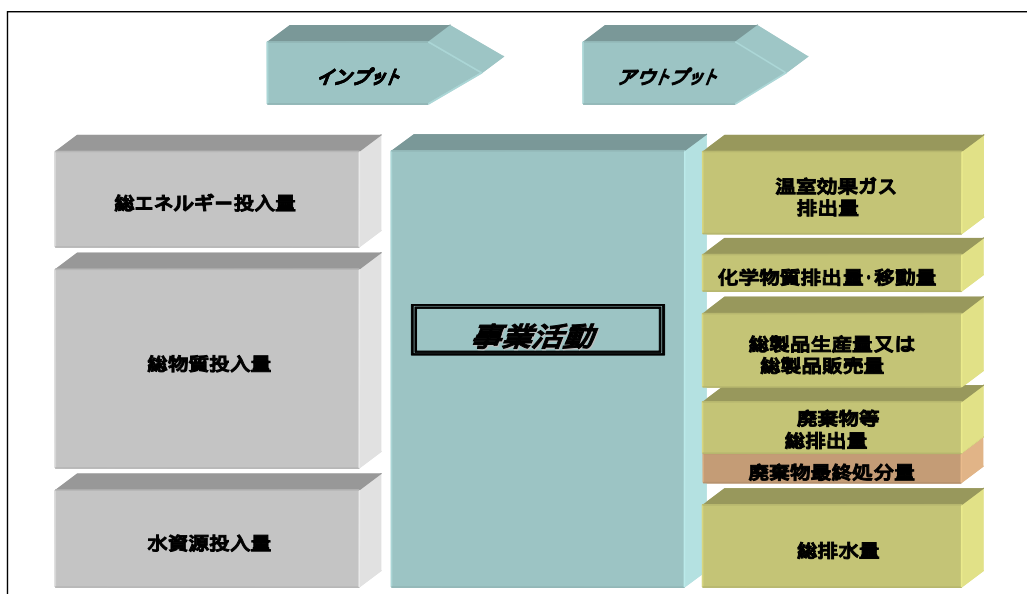 インプット
アウトプット
総エネルギー投入量
総物質投入量
水資源投入量
事業活動
温室効果ガス
排出量
化学物質排出量・移動量
総製品生産量又は
総製品販売量
廃棄物等
総排出量
廃棄物最終処分量
総排水量